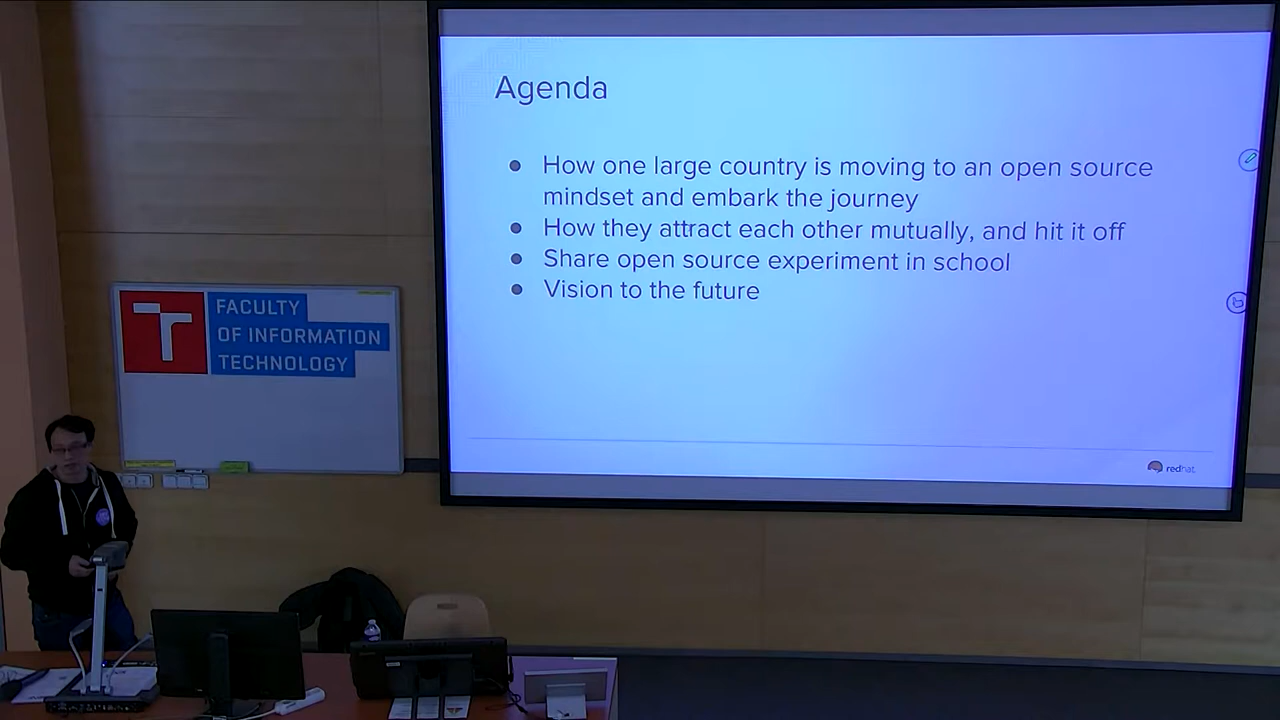 Agenda
How one large country is moving to an open source
mindset and embark the journey
How they attract each other mutually, and hit it off
Share open source experiment in school
Vision to the future
redhat.
FACULTY
OF INFORMATION
TECHNOLOGY